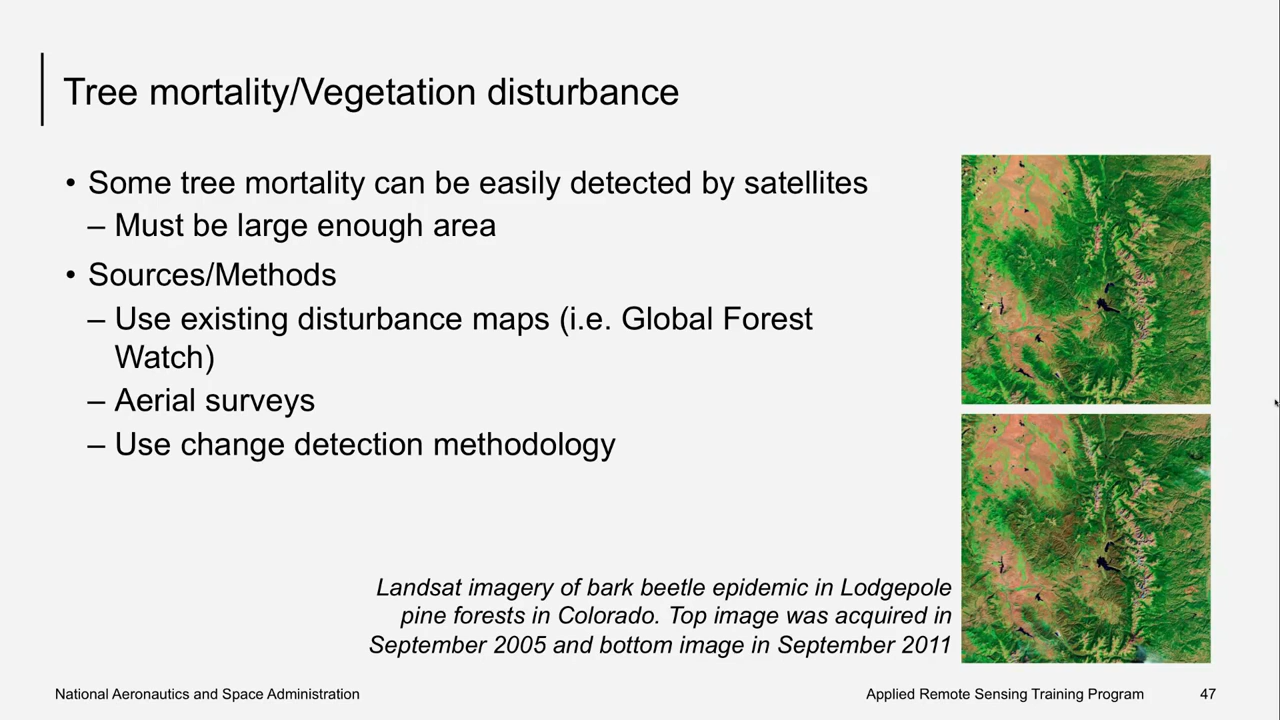 Tree mortality/Vegetation disturbance
• Some tree mortality can be easily detected by satellites
– Must be large enough area
• Sources/Methods
– Use existing disturbance maps (i.e. Global Forest
Watch)
– Aerial surveys
– Use change detection methodology
Landsat imagery of bark beetle epidemic in Lodgepole
pine forests in Colorado. Top image was acquired in
September 2005 and bottom image in September 2011
National Aeronautics and Space Administration
Applied Remote Sensing Training Program
47